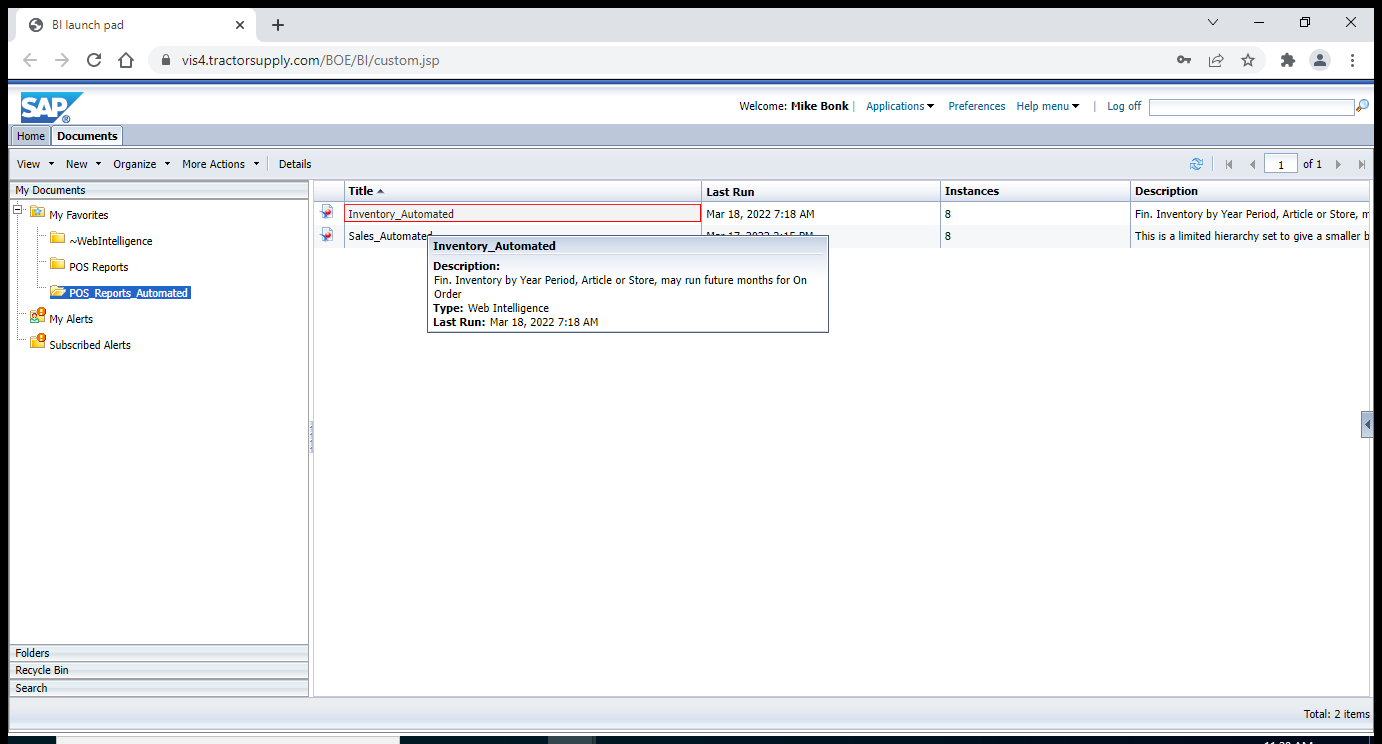 BI launch pad
vis4.tractorsupply.com/BOE/BI/custom.jsp
SAP ®
Welcome: Mike Bonk | Applications Preferences Help menu | Log off
Home Documents
View New Organize More Actions Details 1 of 1
My Documents
Title Last Run Instances Description
My Favorites
Inventory_Automated Mar 18, 2022 7:18 AM 8 Fin. Inventory by Year Period, Article or Store, m
~WebIntelligence
Sales_Automated 8 This is a limited hierarchy set to give a smaller b
POS Reports
POS_Reports_Automated
My Alerts
Subscribed Alerts
Inventory_Automated
Description:
Fin. Inventory by Year Period, Article or Store, may run future months for On
Order
Type: Web Intelligence
Last Run: Mar 18, 2022 7:18 AM
Folders
Recycle Bin
Search
Total: 2 items